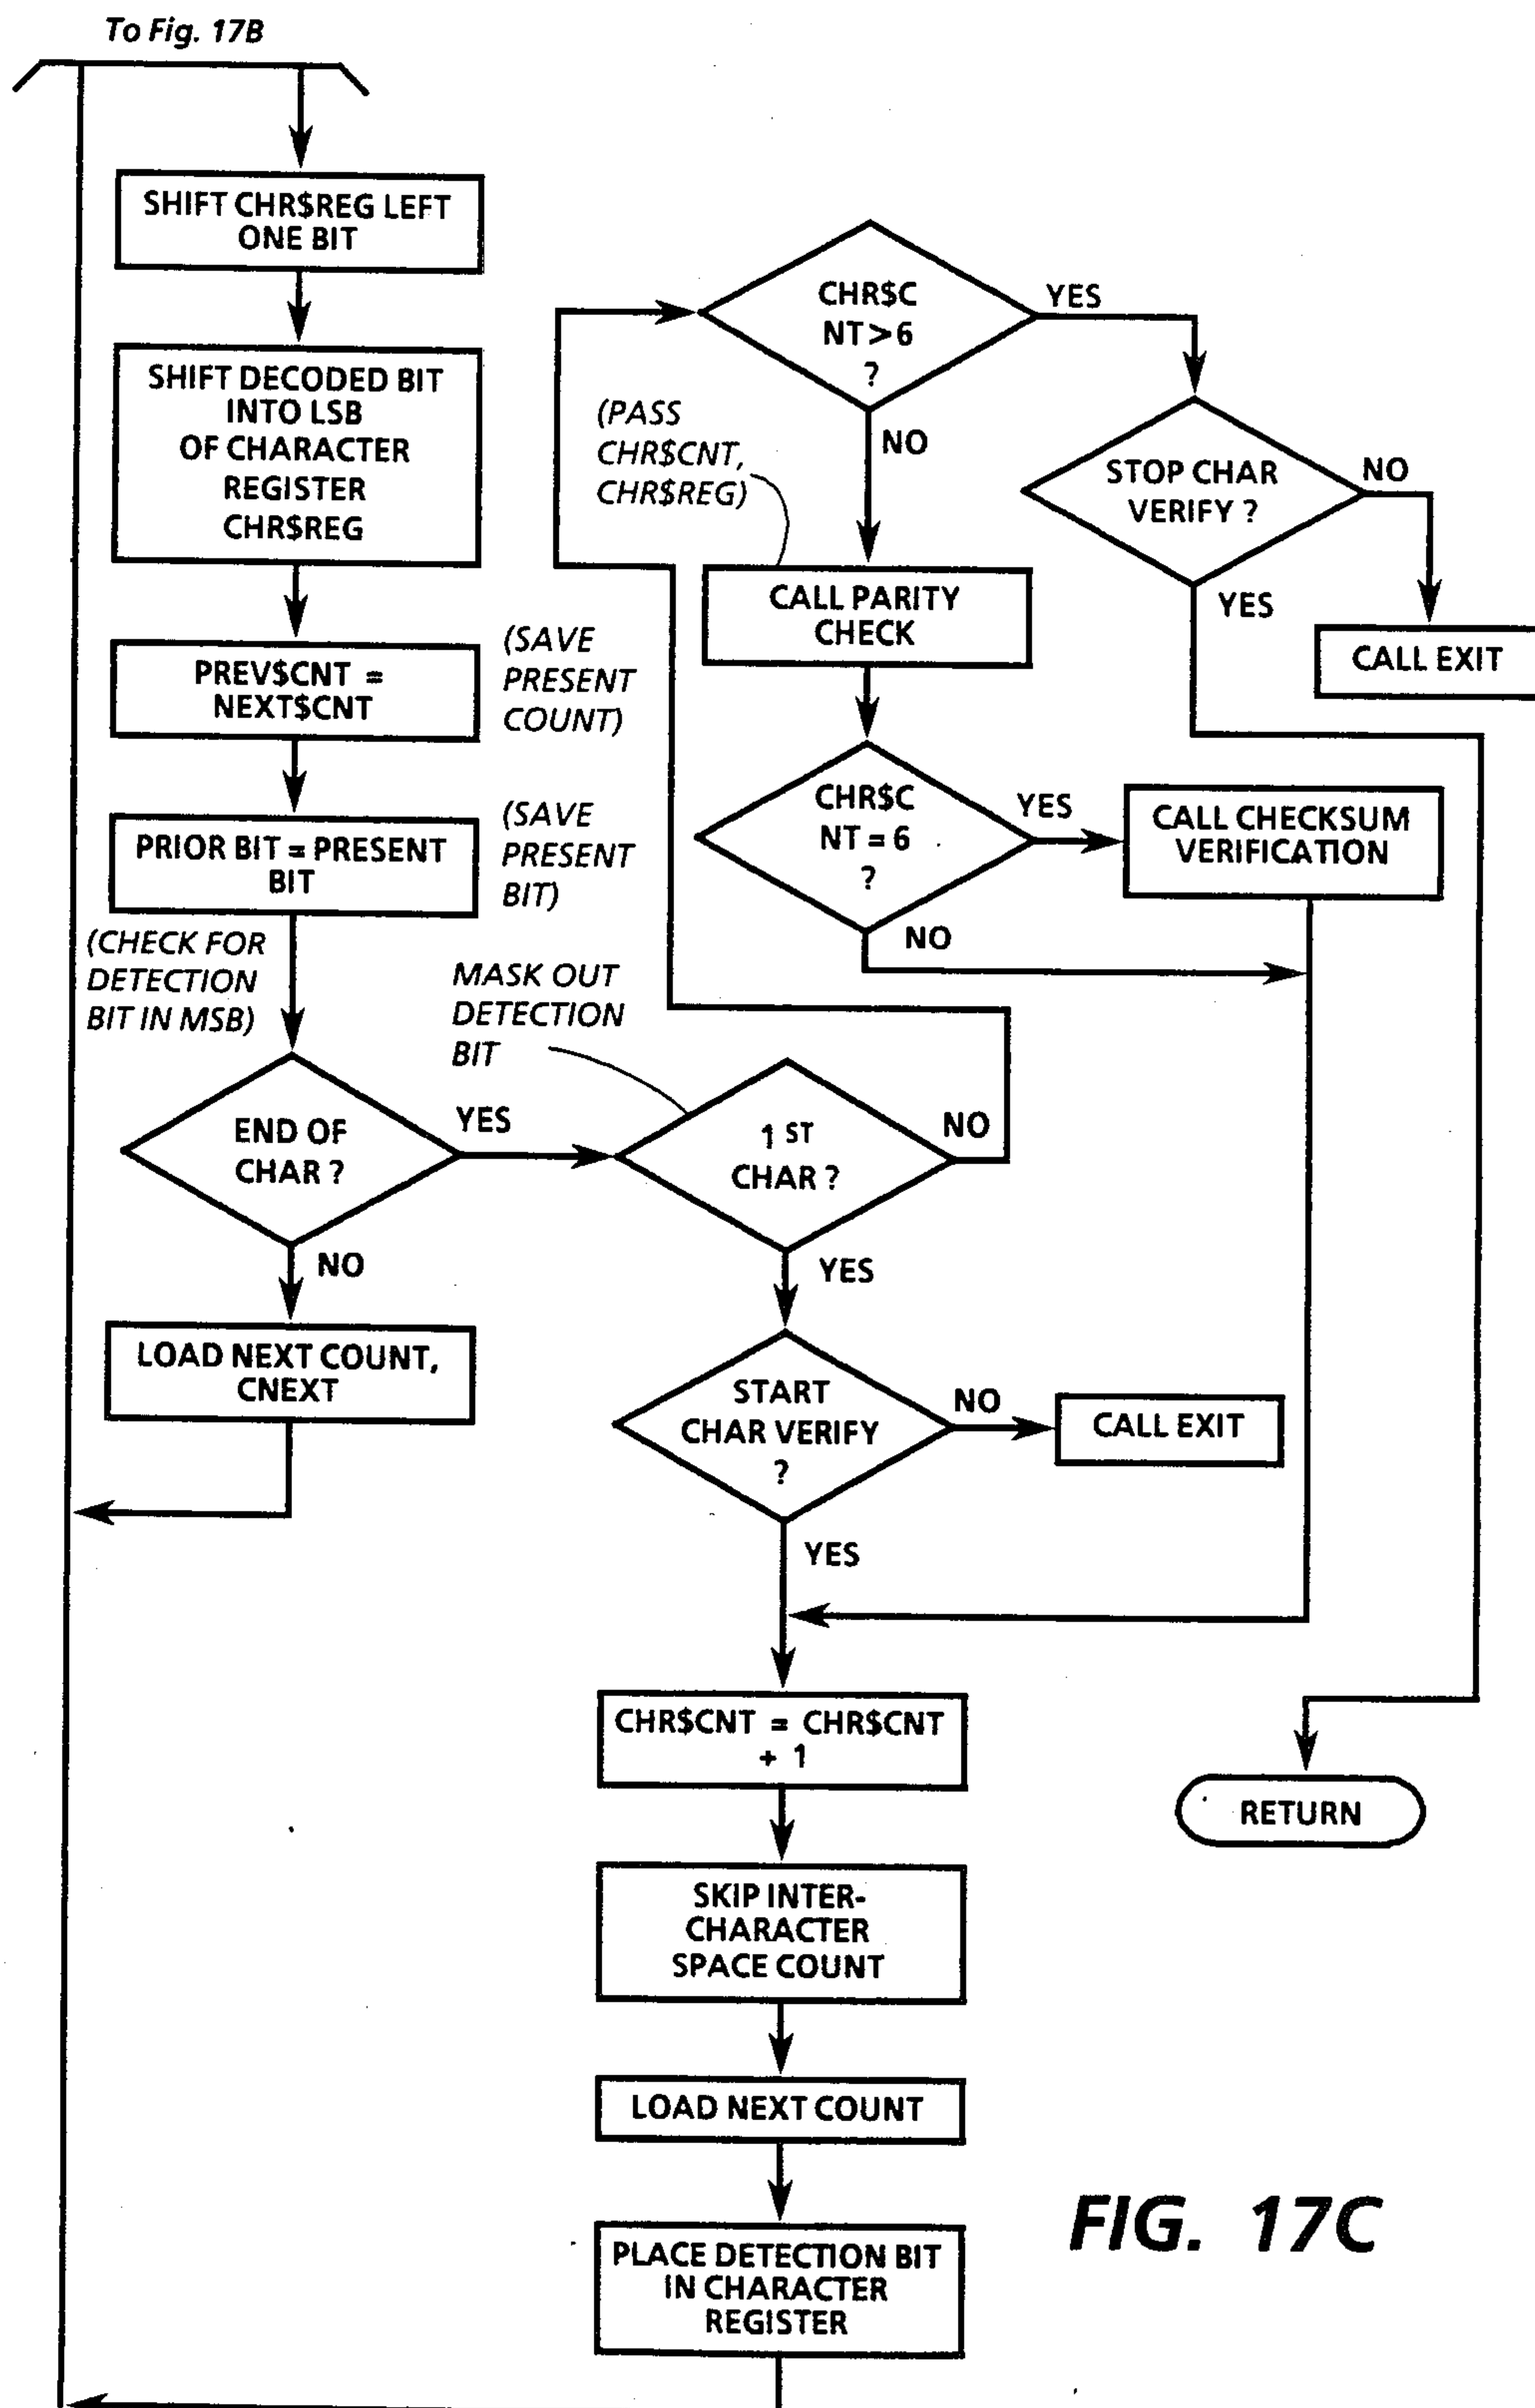 To Fig. 17B
SHIFT CHR$REG LEFT
ONE BIT
SHIFT DECODED BIT
INTO LSB
OF CHARACTER
REGISTER
CHR$REG
PREV$CNT =
NEXT$CNT
(SAVE
PRESENT
COUNT)
PRIOR BIT = PRESENT
BIT
(SAVE
PRESENT
BIT)
(CHECK FOR
DETECTION
BIT IN MSB)
END OF
CHAR ?
YES
NO
LOAD NEXT COUNT,
CNEXT
MASK OUT
DETECTION
BIT
1 ST
CHAR ?
NO
YES
CHR$C
NT > 6
?
YES
NO
(PASS
CHR$CNT,
CHR$REG)
CALL PARITY
CHECK
STOP CHAR
VERIFY ?
NO
YES
CALL EXIT
CHR$C
NT = 6
?
YES
NO
CALL CHECKSUM
VERIFICATION
START
CHAR VERIFY
?
NO
CALL EXIT
YES
CHR$CNT = CHR$CNT
+ 1
SKIP INTER-
CHARACTER
SPACE COUNT
LOAD NEXT COUNT
PLACE DETECTION BIT
IN CHARACTER
REGISTER
RETURN
FIG. 17C